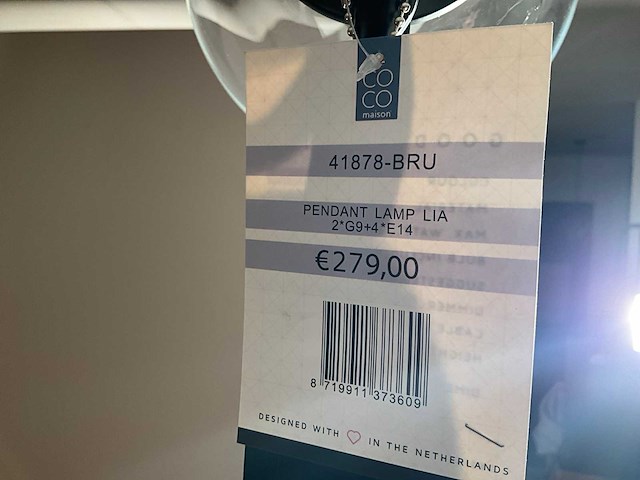 CO
CO
maison
41878-BRU
PENDANT LAMP LIA
2*G9+4*E14
€279,00
8 719911 373609
DESIGNED WITH ♡ IN THE NETHERLANDS